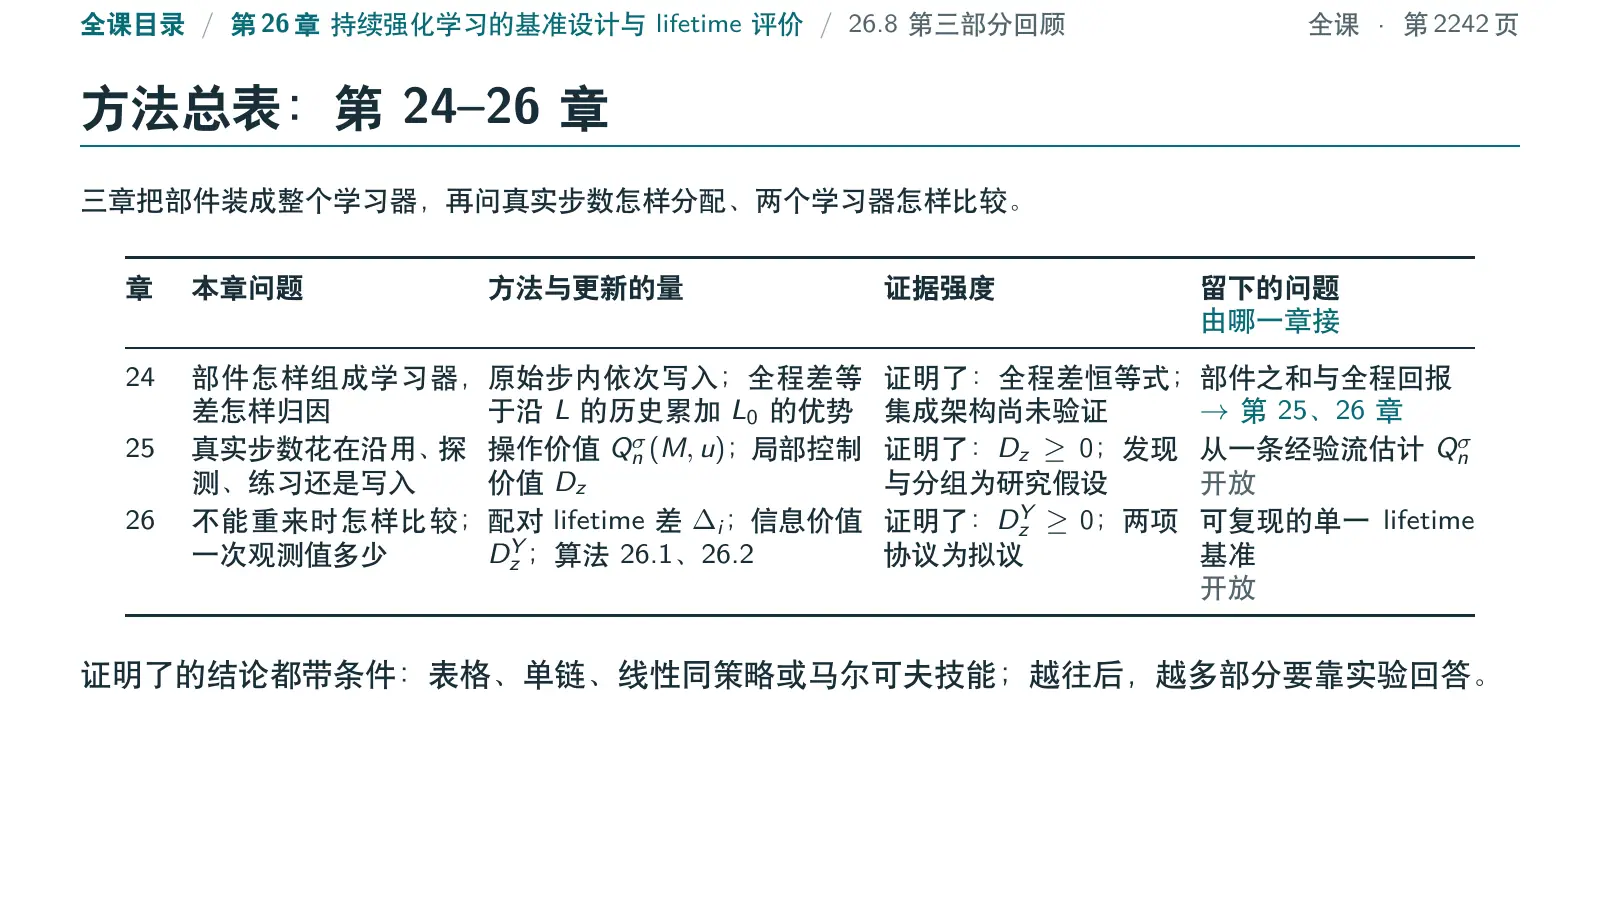 全课目录 / 第 26 章 持续强化学习的基准设计与 lifetime 评价 / 26.8 第三部分回顾 全课 · 第 2242 页
方法总表：第 24–26 章
三章把部件装成整个学习器，再问真实步数怎样分配、两个学习器怎样比较。
章 本章问题 方法与更新的量 证据强度 留下的问题
由哪一章接
24 部件怎样组成学习器， 原始步内依次写入；全程差等 证明了：全程差恒等式； 部件之和与全程回报
差怎样归因 于沿 L 的历史累加 L₀ 的优势 集成架构尚未验证 → 第 25、26 章
25 真实步数花在沿用、探 操作价值 Qₙ^σ(M, u)；局部控制 证明了：D_z ≥ 0；发现 从一条经验流估计 Qₙ^σ
测、练习还是写入 价值 D_z 与分组为研究假设 开放
26 不能重来时怎样比较； 配对 lifetime 差 Δᵢ；信息价值 证明了：D_z^Y ≥ 0；两项 可复现的单一 lifetime
一次观测值多少 D_z^Y；算法 26.1、26.2 协议为拟议 基准
开放
证明了的结论都带条件：表格、单链、线性同策略或马尔可夫技能；越往后，越多部分要靠实验回答。